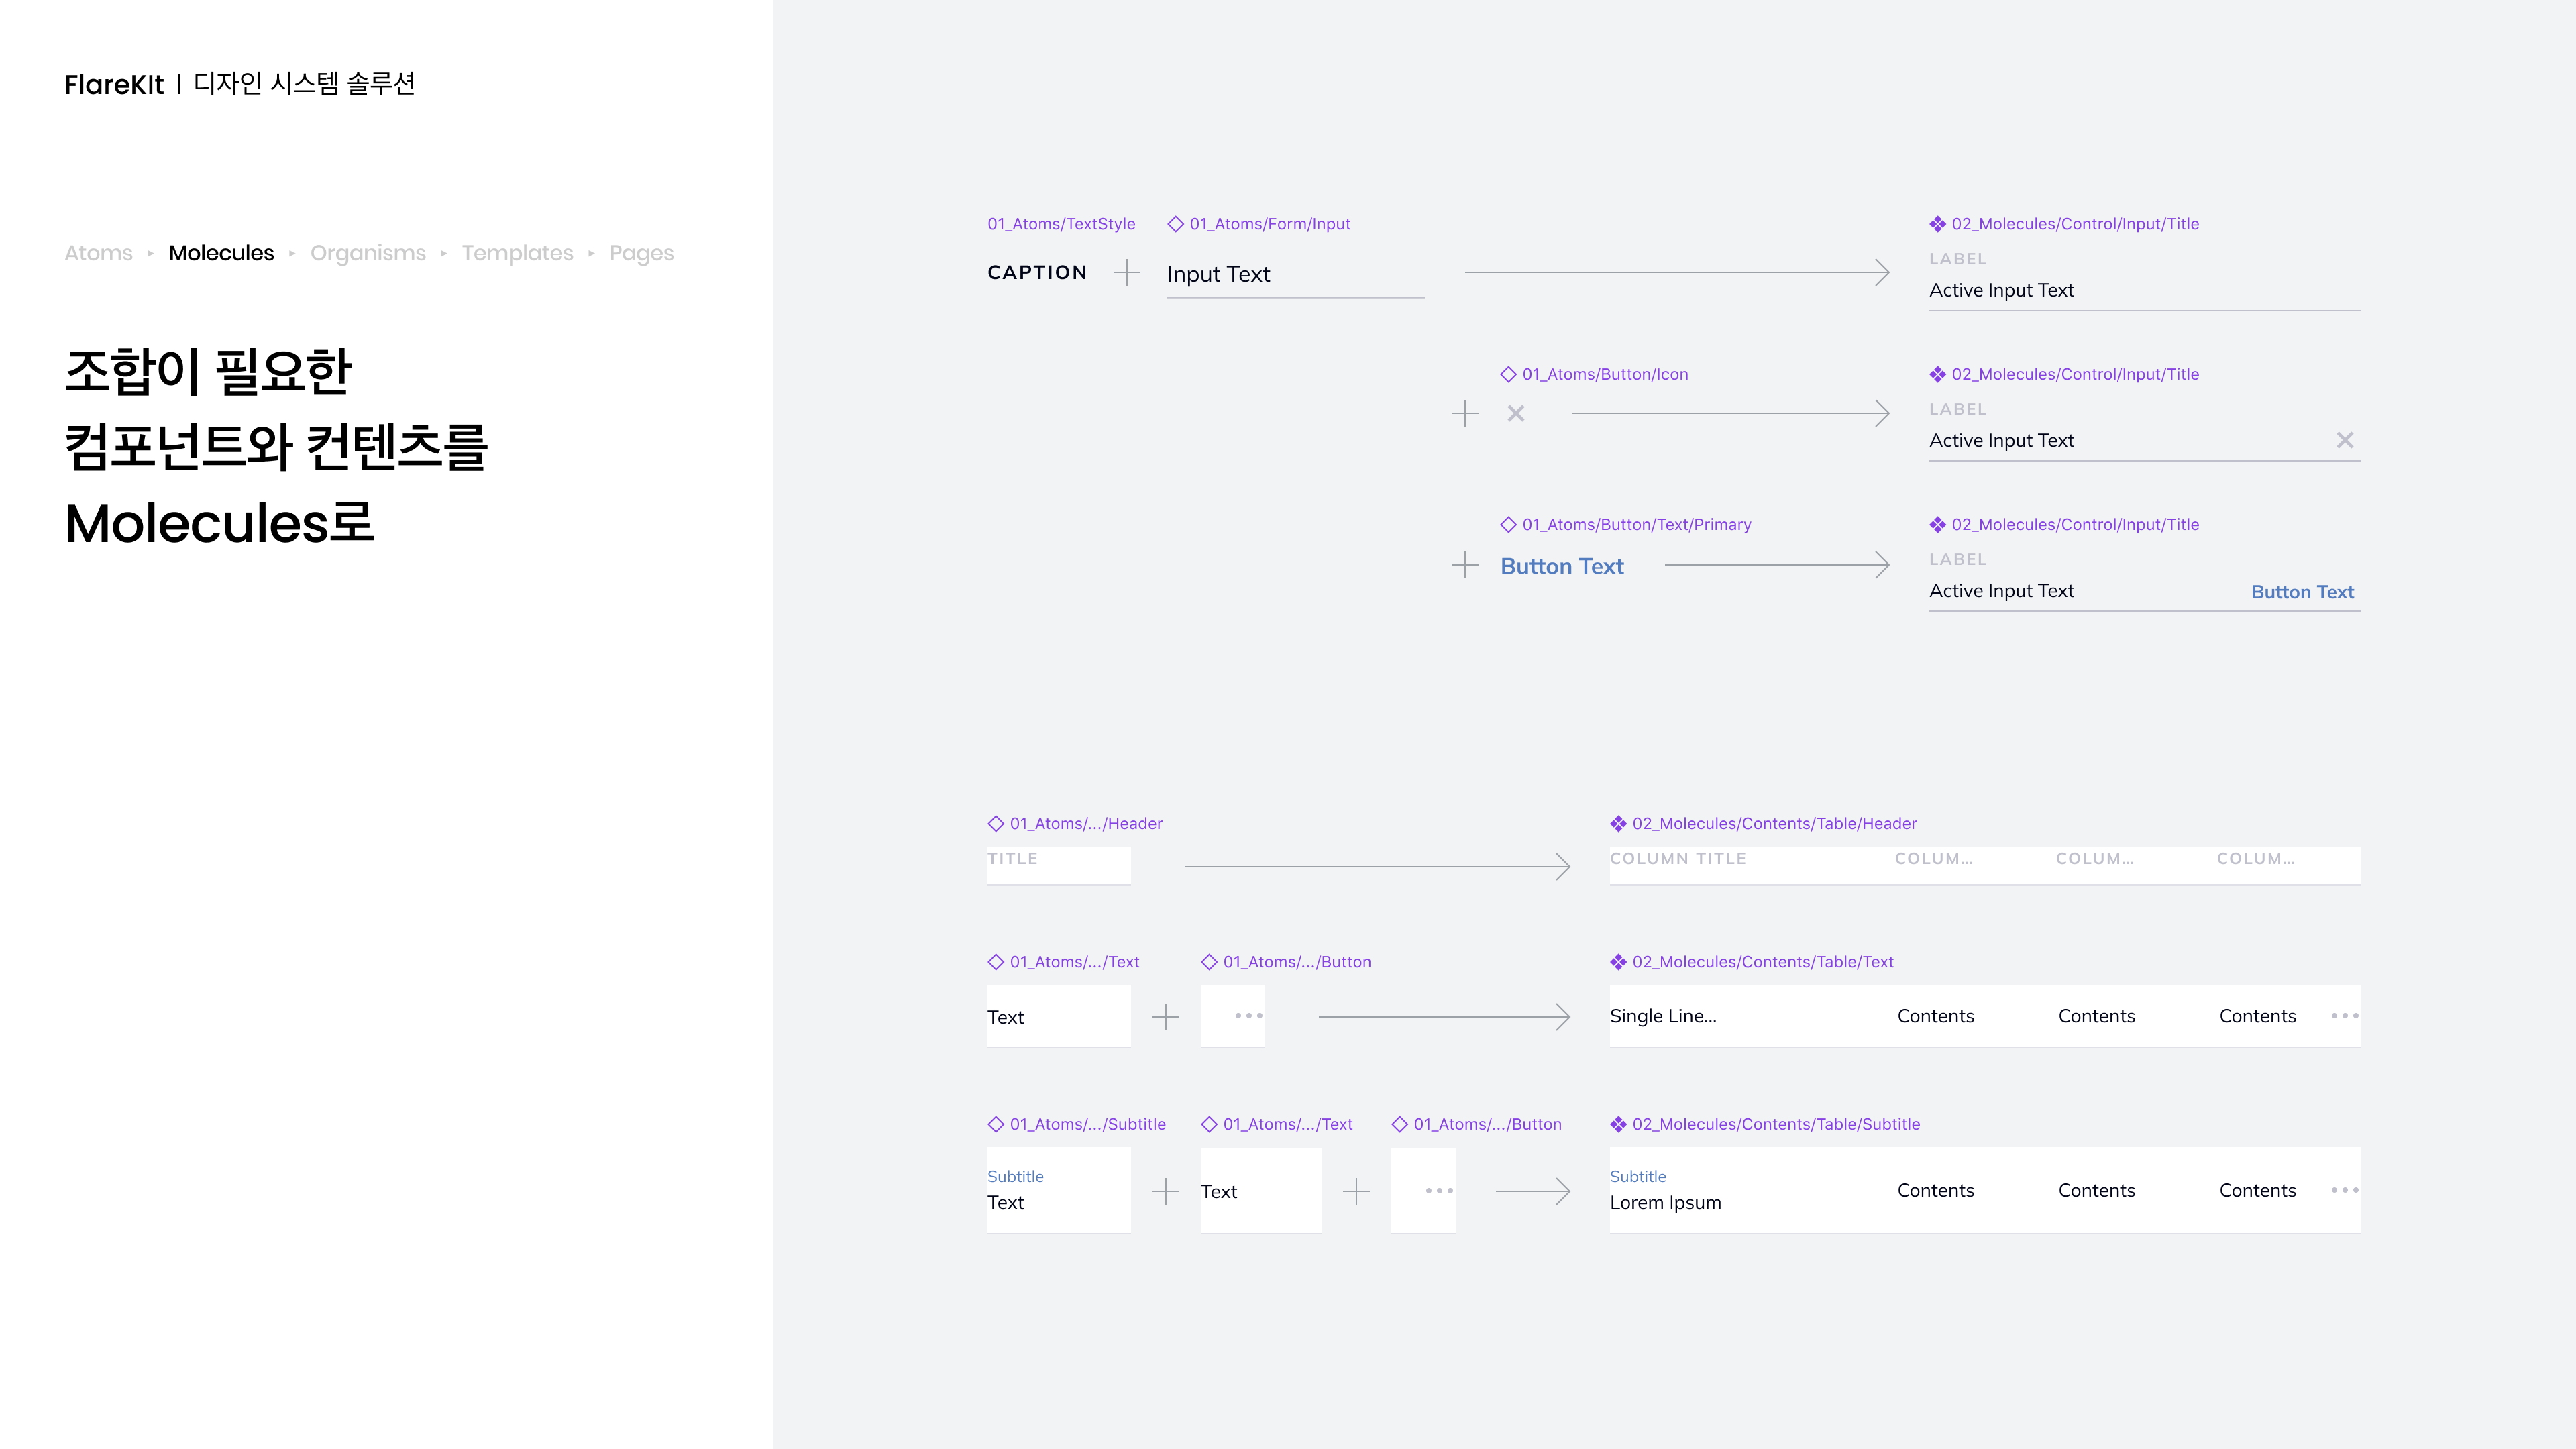 FlareKIt | 디자인 시스템 솔루션
Atoms ▸ Molecules ▸ Organisms ▸ Templates ▸ Pages
조합이 필요한
컴포넌트와 컨텐츠를
Molecules로
01_Atoms/TextStyle
01_Atoms/Form/Input
02_Molecules/Control/Input/Title
CAPTION
Input Text
LABEL
Active Input Text
01_Atoms/Button/Icon
02_Molecules/Control/Input/Title
LABEL
Active Input Text
01_Atoms/Button/Text/Primary
02_Molecules/Control/Input/Title
Button Text
LABEL
Active Input Text
Button Text
01_Atoms/.../Header
02_Molecules/Contents/Table/Header
TITLE
COLUMN TITLE COLUM... COLUM... COLUM...
01_Atoms/.../Text
01_Atoms/.../Button
02_Molecules/Contents/Table/Text
Text
Single Line... Contents Contents Contents
01_Atoms/.../Subtitle
01_Atoms/.../Text
01_Atoms/.../Button
02_Molecules/Contents/Table/Subtitle
Subtitle
Text
Text
Subtitle
Lorem Ipsum
Contents Contents Contents